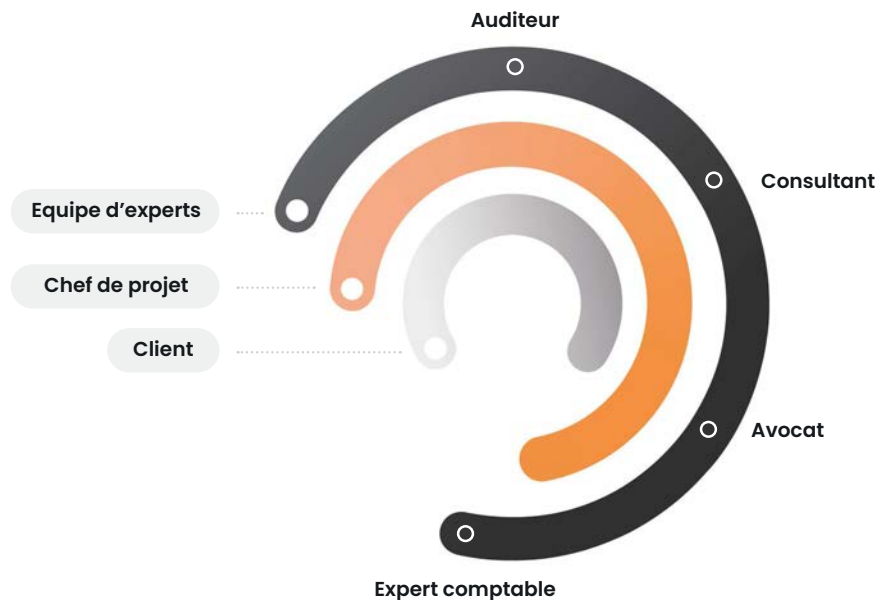 Auditeur
Consultant
Equipe d’experts
Chef de projet
Client
Avocat
Expert comptable